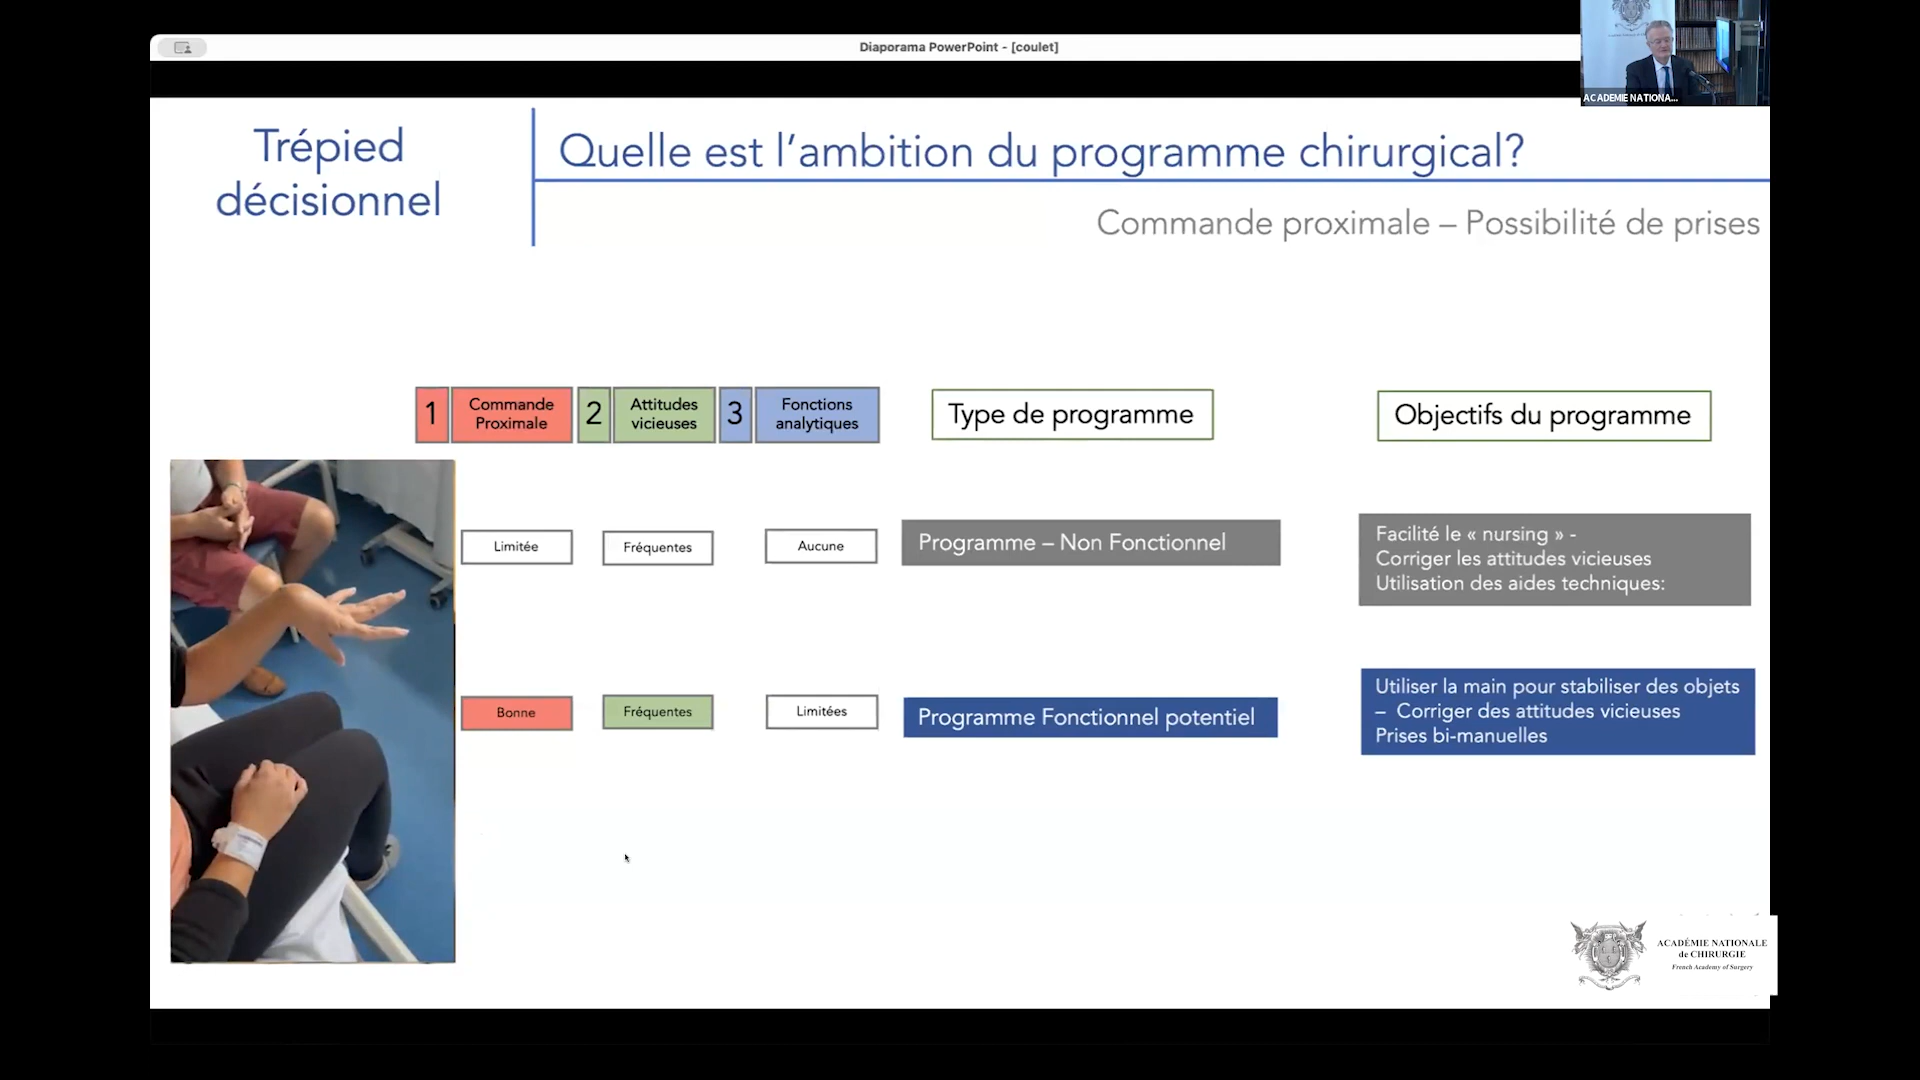 Diaporama PowerPoint - [coulet]
ACADEMIE NATIONA...
Trépied
décisionnel
Quelle est l’ambition du programme chirurgical?
Commande proximale – Possibilité de prises
1
Commande
Proximale
2
Attitudes
vicieuses
3
Fonctions
analytiques
Type de programme
Objectifs du programme
Limitée
Fréquentes
Aucune
Programme – Non Fonctionnel
Facilité le « nursing » -
Corriger les attitudes vicieuses
Utilisation des aides techniques:
Bonne
Fréquentes
Limitées
Programme Fonctionnel potentiel
Utiliser la main pour stabiliser des objets
– Corriger des attitudes vicieuses
Prises bi-manuelles
ACADÉMIE NATIONALE
de CHIRURGIE
French Academy of Surgery